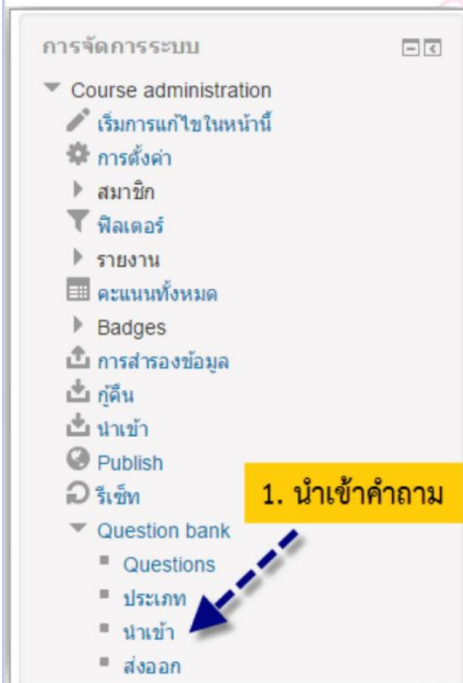 การจัดการระบบ
Course administration
เริ่มการแก้ไขในหน้านี้
การตั้งค่า
สมาชิก
ฟิลเตอร์
รายงาน
คะแนนทั้งหมด
Badges
การสำรองข้อมูล
กู้คืน
นำเข้า
Publish
รีเซ็ท
1. นำเข้าคำถาม
Question bank
Questions
ประเภท
นำเข้า
ส่งออก